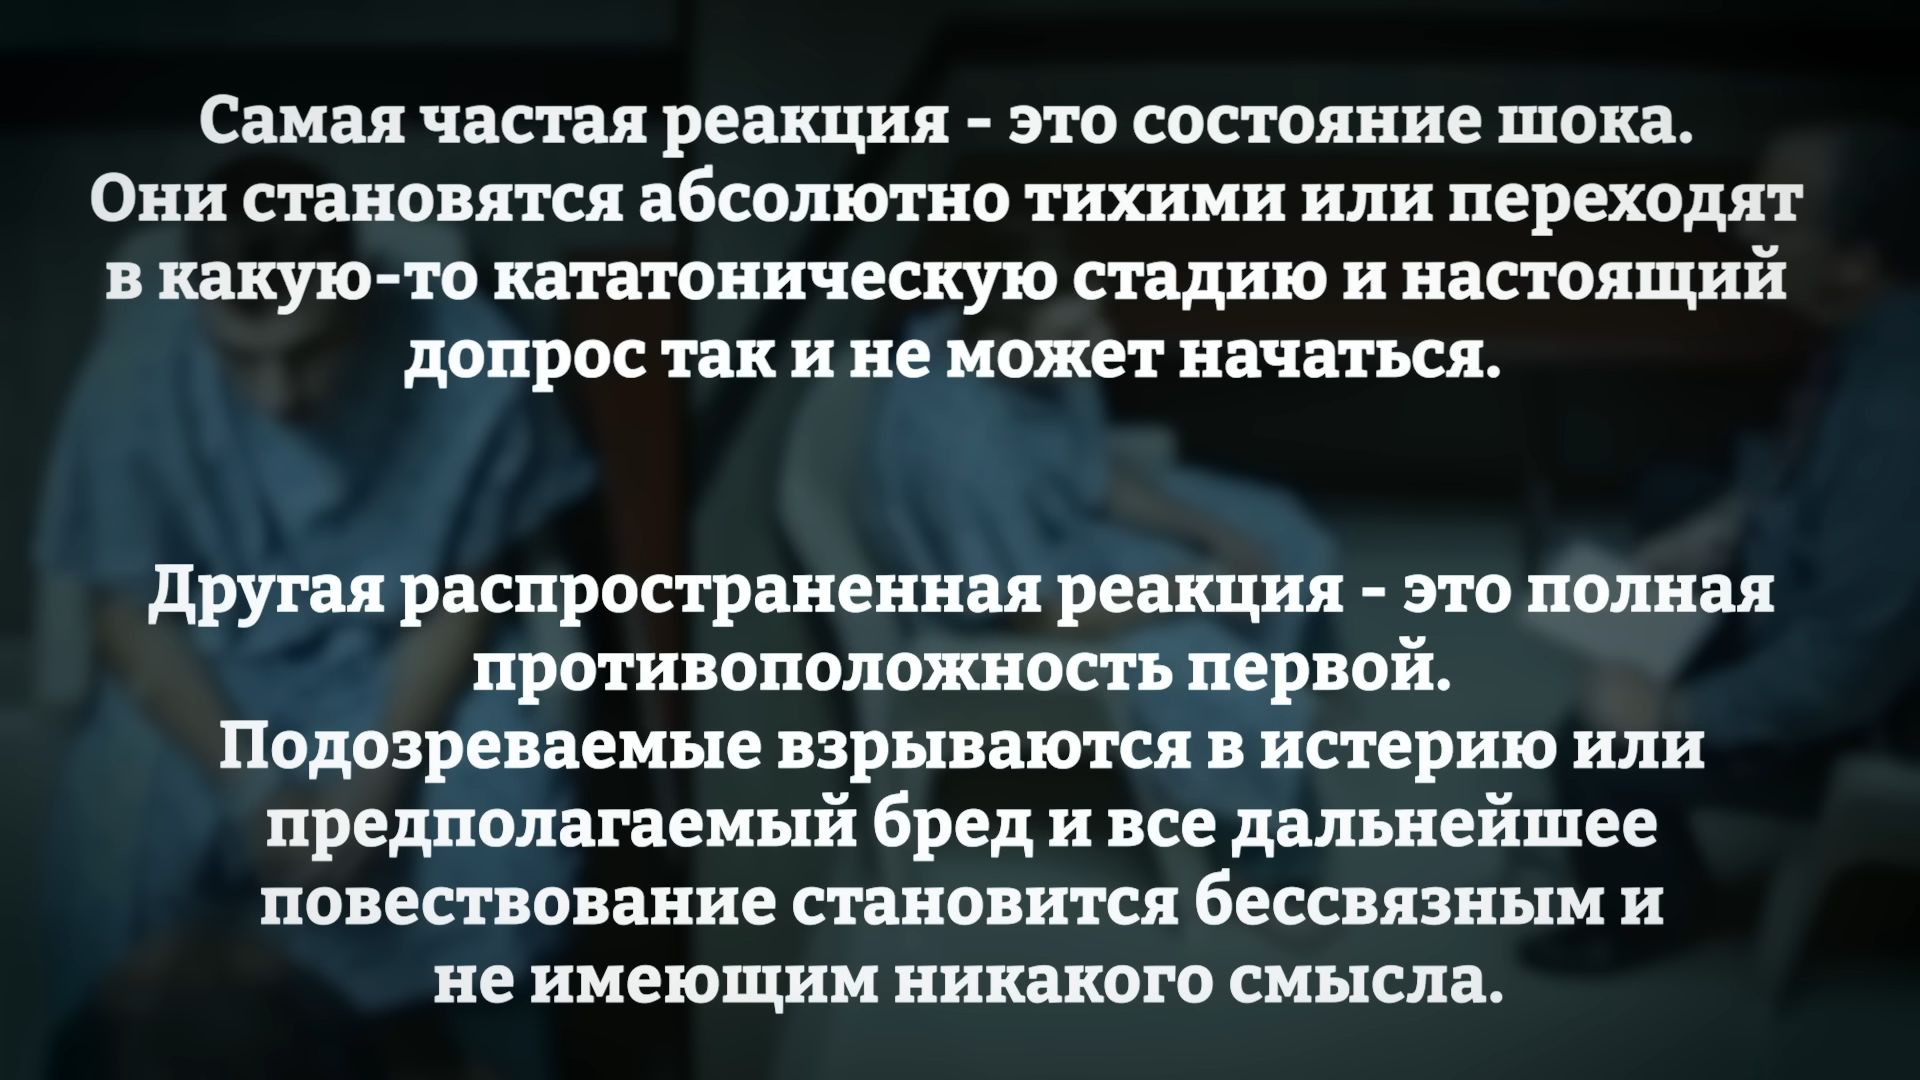 Самая частая реакция - это состояние шока.
Они становятся абсолютно тихими или переходят
в какую-то кататоническую стадию и настоящий
допрос так и не может начаться.
Другая распространенная реакция - это полная
противоположность первой.
Подозреваемые взрываются в истерию или
предполагаемый бред и все дальнейшее
повествование становится бессвязным и
не имеющим никакого смысла.